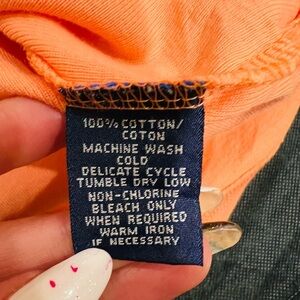 100% COTTON/
COTON
MACHINE WASH
COLD
DELICATE CYCLE
TUMBLE DRY LOW
NON-CHLORINE
BLEACH ONLY
WHEN REQUIRED
WARM IRON
IF NECESSARY